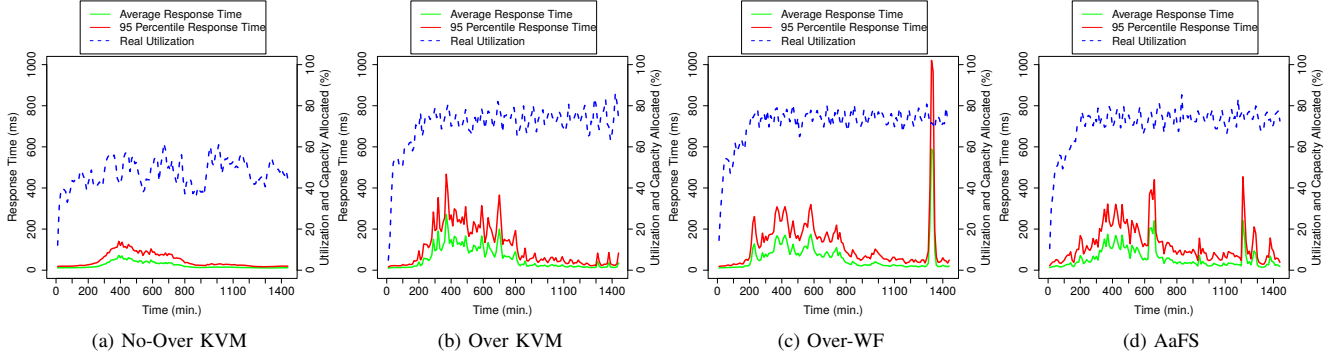 Average Response Time
95 Percentile Response Time
Real Utilization
Response Time (ms)
0 200 400 600 800 1000
0 20 40 60 80 100
Utilization and Capacity Allocated (%)
0 200 400 600 800 1100 1400
Time (min.)
(a) No-Over KVM
Average Response Time
95 Percentile Response Time
Real Utilization
Response Time (ms)
0 200 400 600 800 1000
0 20 40 60 80 100
Utilization and Capacity Allocated (%)
0 200 400 600 800 1100 1400
Time (min.)
(b) Over KVM
Average Response Time
95 Percentile Response Time
Real Utilization
Response Time (ms)
0 200 400 600 800 1000
0 20 40 60 80 100
Utilization and Capacity Allocated (%)
0 200 400 600 800 1100 1400
Time (min.)
(c) Over-WF
Average Response Time
95 Percentile Response Time
Real Utilization
Response Time (ms)
0 200 400 600 800 1000
0 20 40 60 80 100
Utilization and Capacity Allocated (%)
0 200 400 600 800 1100 1400
Time (min.)
(d) AaFS